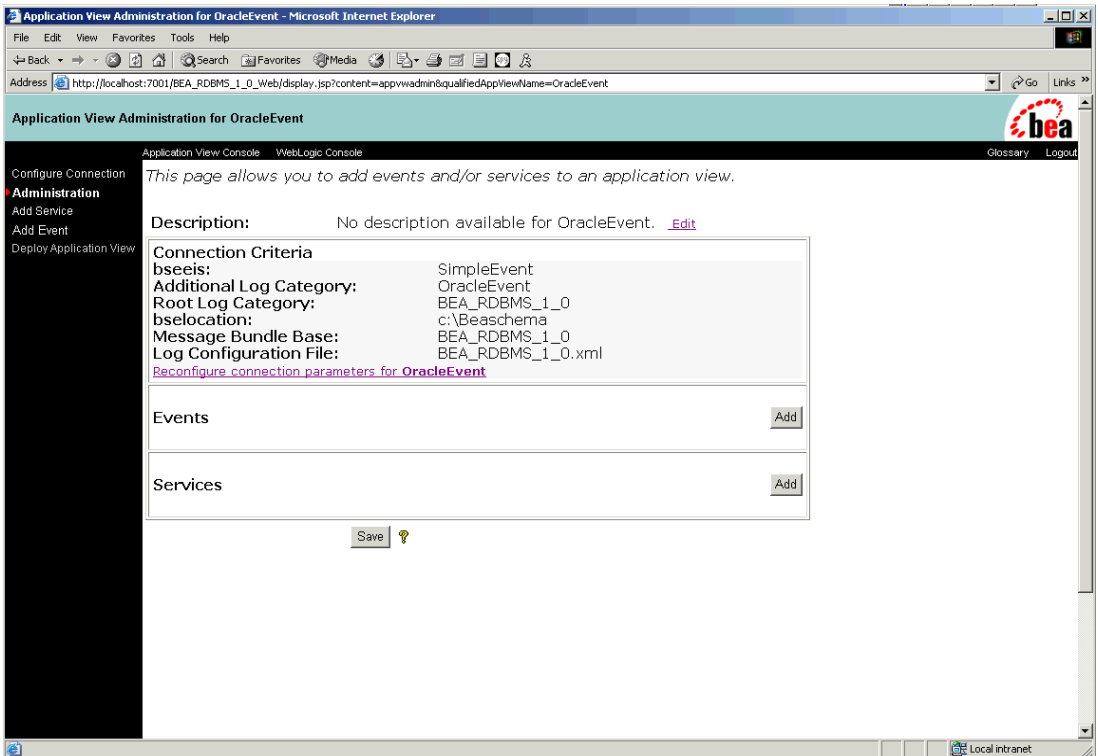 Application View Administration for OracleEvent - Microsoft Internet Explorer
File Edit View Favorites Tools Help
Back Search Favorites Media
Address http://localhost:7001/BEA_RDBMS_1_0_Web/display.jsp?content=appvwadmin&qualifiedAppViewName=OracleEvent Go Links »
Application View Administration for OracleEvent bea
Application View Console WebLogic Console Glossary Logout
Configure Connection
Administration
Add Service
Add Event
Deploy Application View
This page allows you to add events and/or services to an application view.
Description: No description available for OracleEvent. Edit
Connection Criteria
bseeis: SimpleEvent
Additional Log Category: OracleEvent
Root Log Category: BEA_RDBMS_1_0
bselocation: c:\Beaschema
Message Bundle Base: BEA_RDBMS_1_0
Log Configuration File: BEA_RDBMS_1_0.xml
Reconfigure connection parameters for OracleEvent
Events Add
Services Add
Save ?
Local intranet